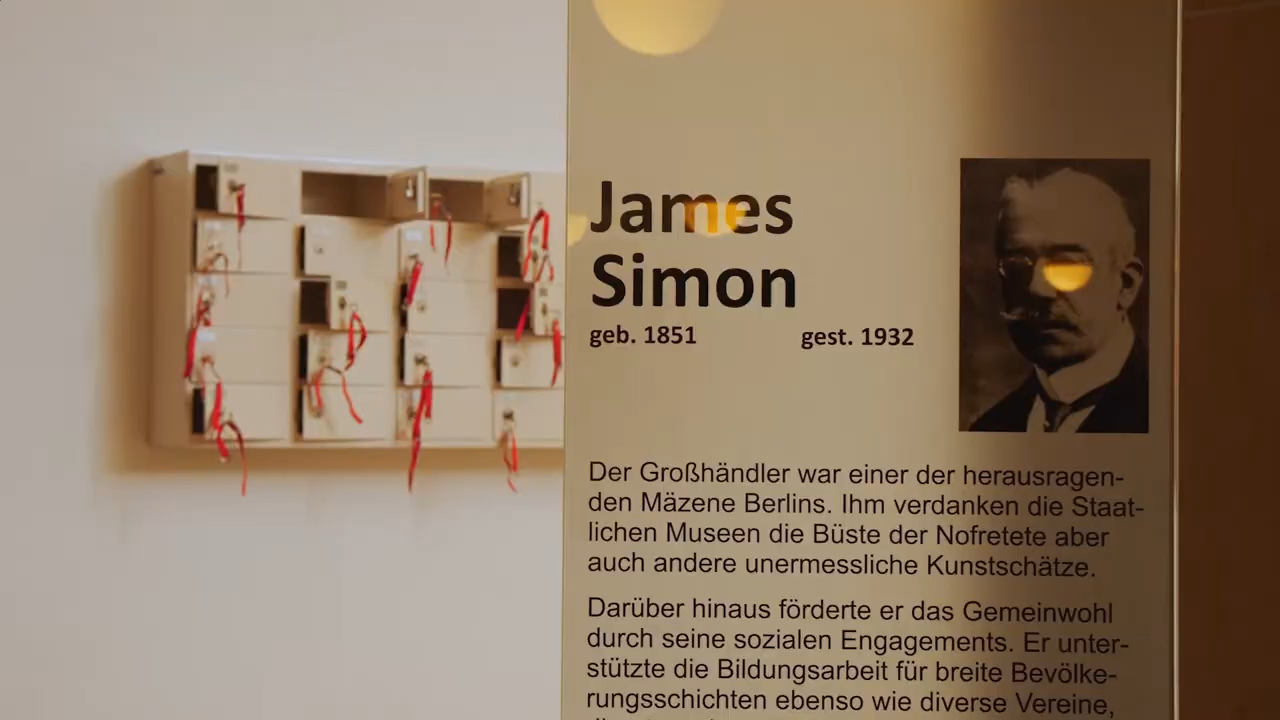 James
Simon
geb. 1851 gest. 1932
Der Großhändler war einer der herausragen-
den Mäzene Berlins. Ihm verdanken die Staat-
lichen Museen die Büste der Nofretete aber
auch andere unermessliche Kunstschätze.
Darüber hinaus förderte er das Gemeinwohl
durch seine sozialen Engagements. Er unter-
stützte die Bildungsarbeit für breite Bevölke-
rungsschichten ebenso wie diverse Vereine,